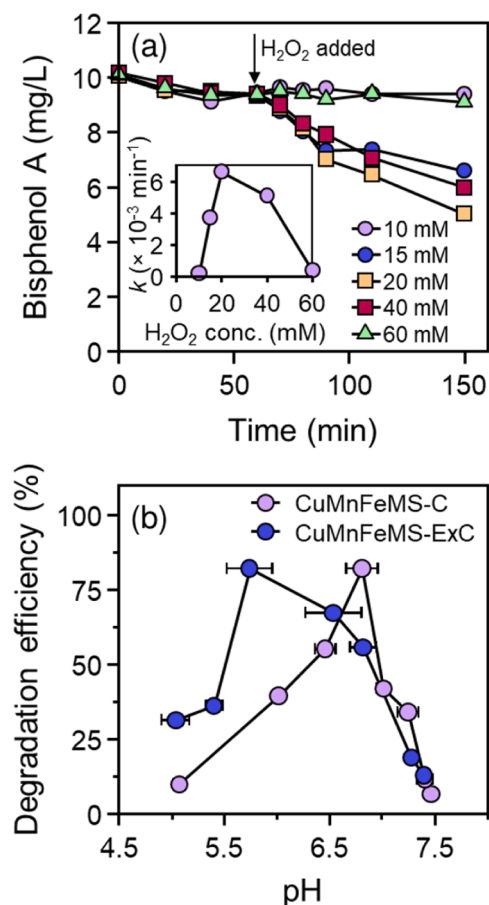 (a)
H₂O₂ added
Bisphenol A (mg/L)
12
10
8
6
4
2
0
k (× 10⁻³ min⁻¹)
6
4
2
0
0 20 40 60
H₂O₂ conc. (mM)
10 mM
15 mM
20 mM
40 mM
60 mM
0 50 100 150
Time (min)
(b)
CuMnFeMS-C
CuMnFeMS-ExC
Degradation efficiency (%)
100
75
50
25
0
4.5 5.5 6.5 7.5
pH